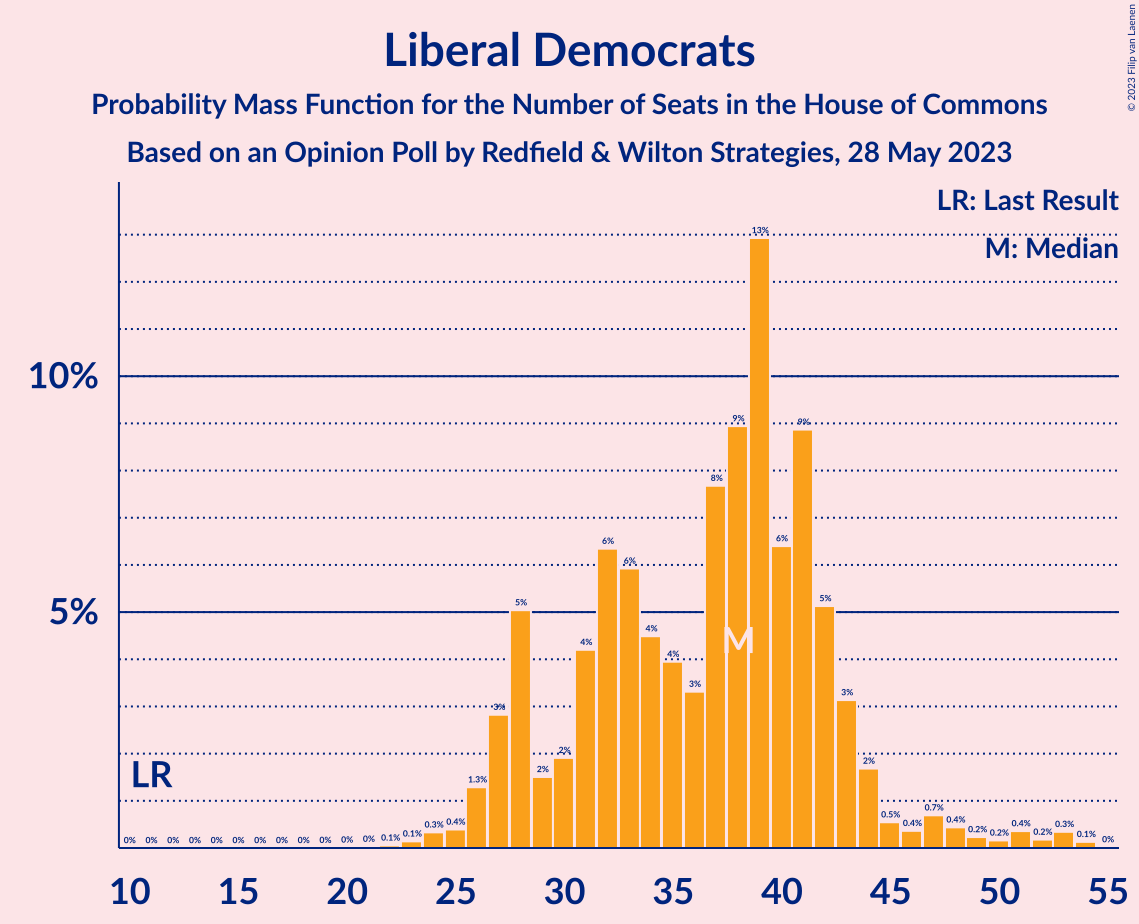 Liberal Democrats
Probability Mass Function for the Number of Seats in the House of Commons
Based on an Opinion Poll by Redfield & Wilton Strategies, 28 May 2023
© 2023 Filip van Laenen
LR: Last Result
M: Median
10%
5%
LR
M
0% 0% 0% 0% 0% 0% 0% 0% 0% 0% 0% 0% 0.1% 0.1% 0.3% 0.4% 1.3% 3% 5% 2% 2% 4% 6% 6% 4% 4% 3% 8% 9% 13% 6% 9% 5% 3% 2% 0.5% 0.4% 0.7% 0.4% 0.2% 0.2% 0.4% 0.2% 0.3% 0.1% 0%
10 15 20 25 30 35 40 45 50 55